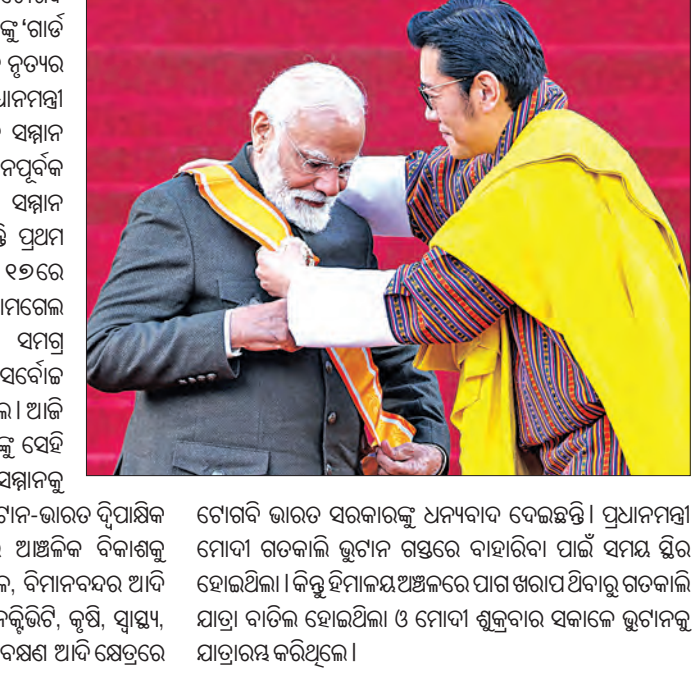 ଙ୍କୁ ‘ଗାର୍ଡ
ନୃତ୍ୟର
ଧାନମନ୍ତ୍ରୀ
ସମ୍ମାନ
ନପୂର୍ବକ
ସମ୍ମାନ
ନ୍ତି ପ୍ରଥମ
୧୭ରେ
ମଗେଲ
ସମଗ୍ର
ସର୍ବୋଚ୍ଚ
ଲ। ଆଜି
ଙ୍କୁ ସେହି
ସମ୍ମାନକୁ
ଟାନ-ଭାରତ ଦ୍ୱିପାକ୍ଷିକ
ଆଞ୍ଚଳିକ ବିକାଶକୁ
ଳ, ବିମାନବନ୍ଦର ଆଦି
ନେକ୍ଟିଭିଟି, କୃଷି, ସ୍ୱାସ୍ଥ୍ୟ,
ବକ୍ଷଣ ଆଦି କ୍ଷେତ୍ରରେ
ଟୋଗବି ଭାରତ ସରକାରଙ୍କୁ ଧନ୍ୟବାଦ ଦେଇଛନ୍ତି। ପ୍ରଧାନମନ୍ତ୍ରୀ
ମୋଦୀ ଗତକାଲି ଭୁଟାନ ଗସ୍ତରେ ବାହାରିବା ପାଇଁ ସମୟ ସ୍ଥିର
ହୋଇଥିଲା। କିନ୍ତୁ ହିମାଳୟ ଅଞ୍ଚଳରେ ପାଗ ଖରାପ ଥିବାରୁ ଗତକାଲି
ଯାତ୍ରା ବାତିଲ ହୋଇଥିଲା ଓ ମୋଦୀ ଶୁକ୍ରବାର ସକାଳେ ଭୁଟାନକୁ
ଯାତ୍ରାରମ୍ଭ କରିଥିଲେ।